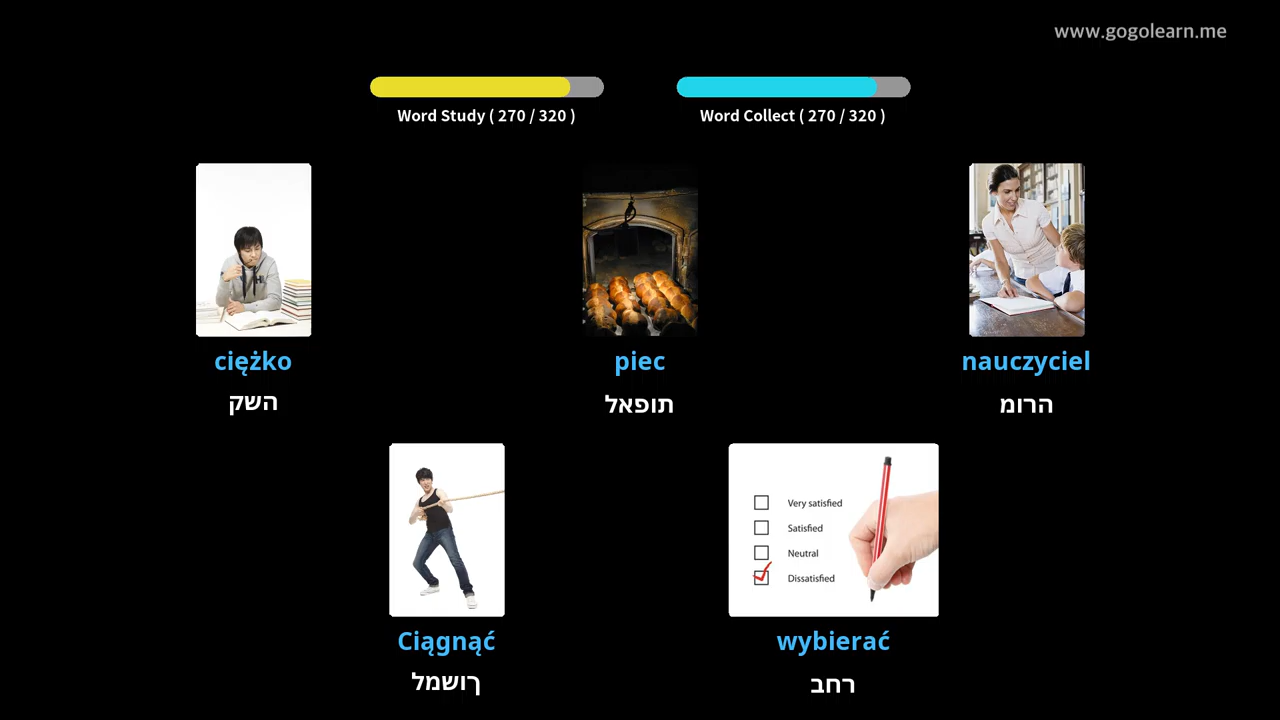 www.gogolearn.me
Word Study ( 270 / 320 )
Word Collect ( 270 / 320 )
ciężko
השק
piec
תופאל
nauczyciel
הרומ
Very satisfied
Satisfied
Neutral
Dissatisfied
Ciągnąć
ךושמל
wybierać
רחב